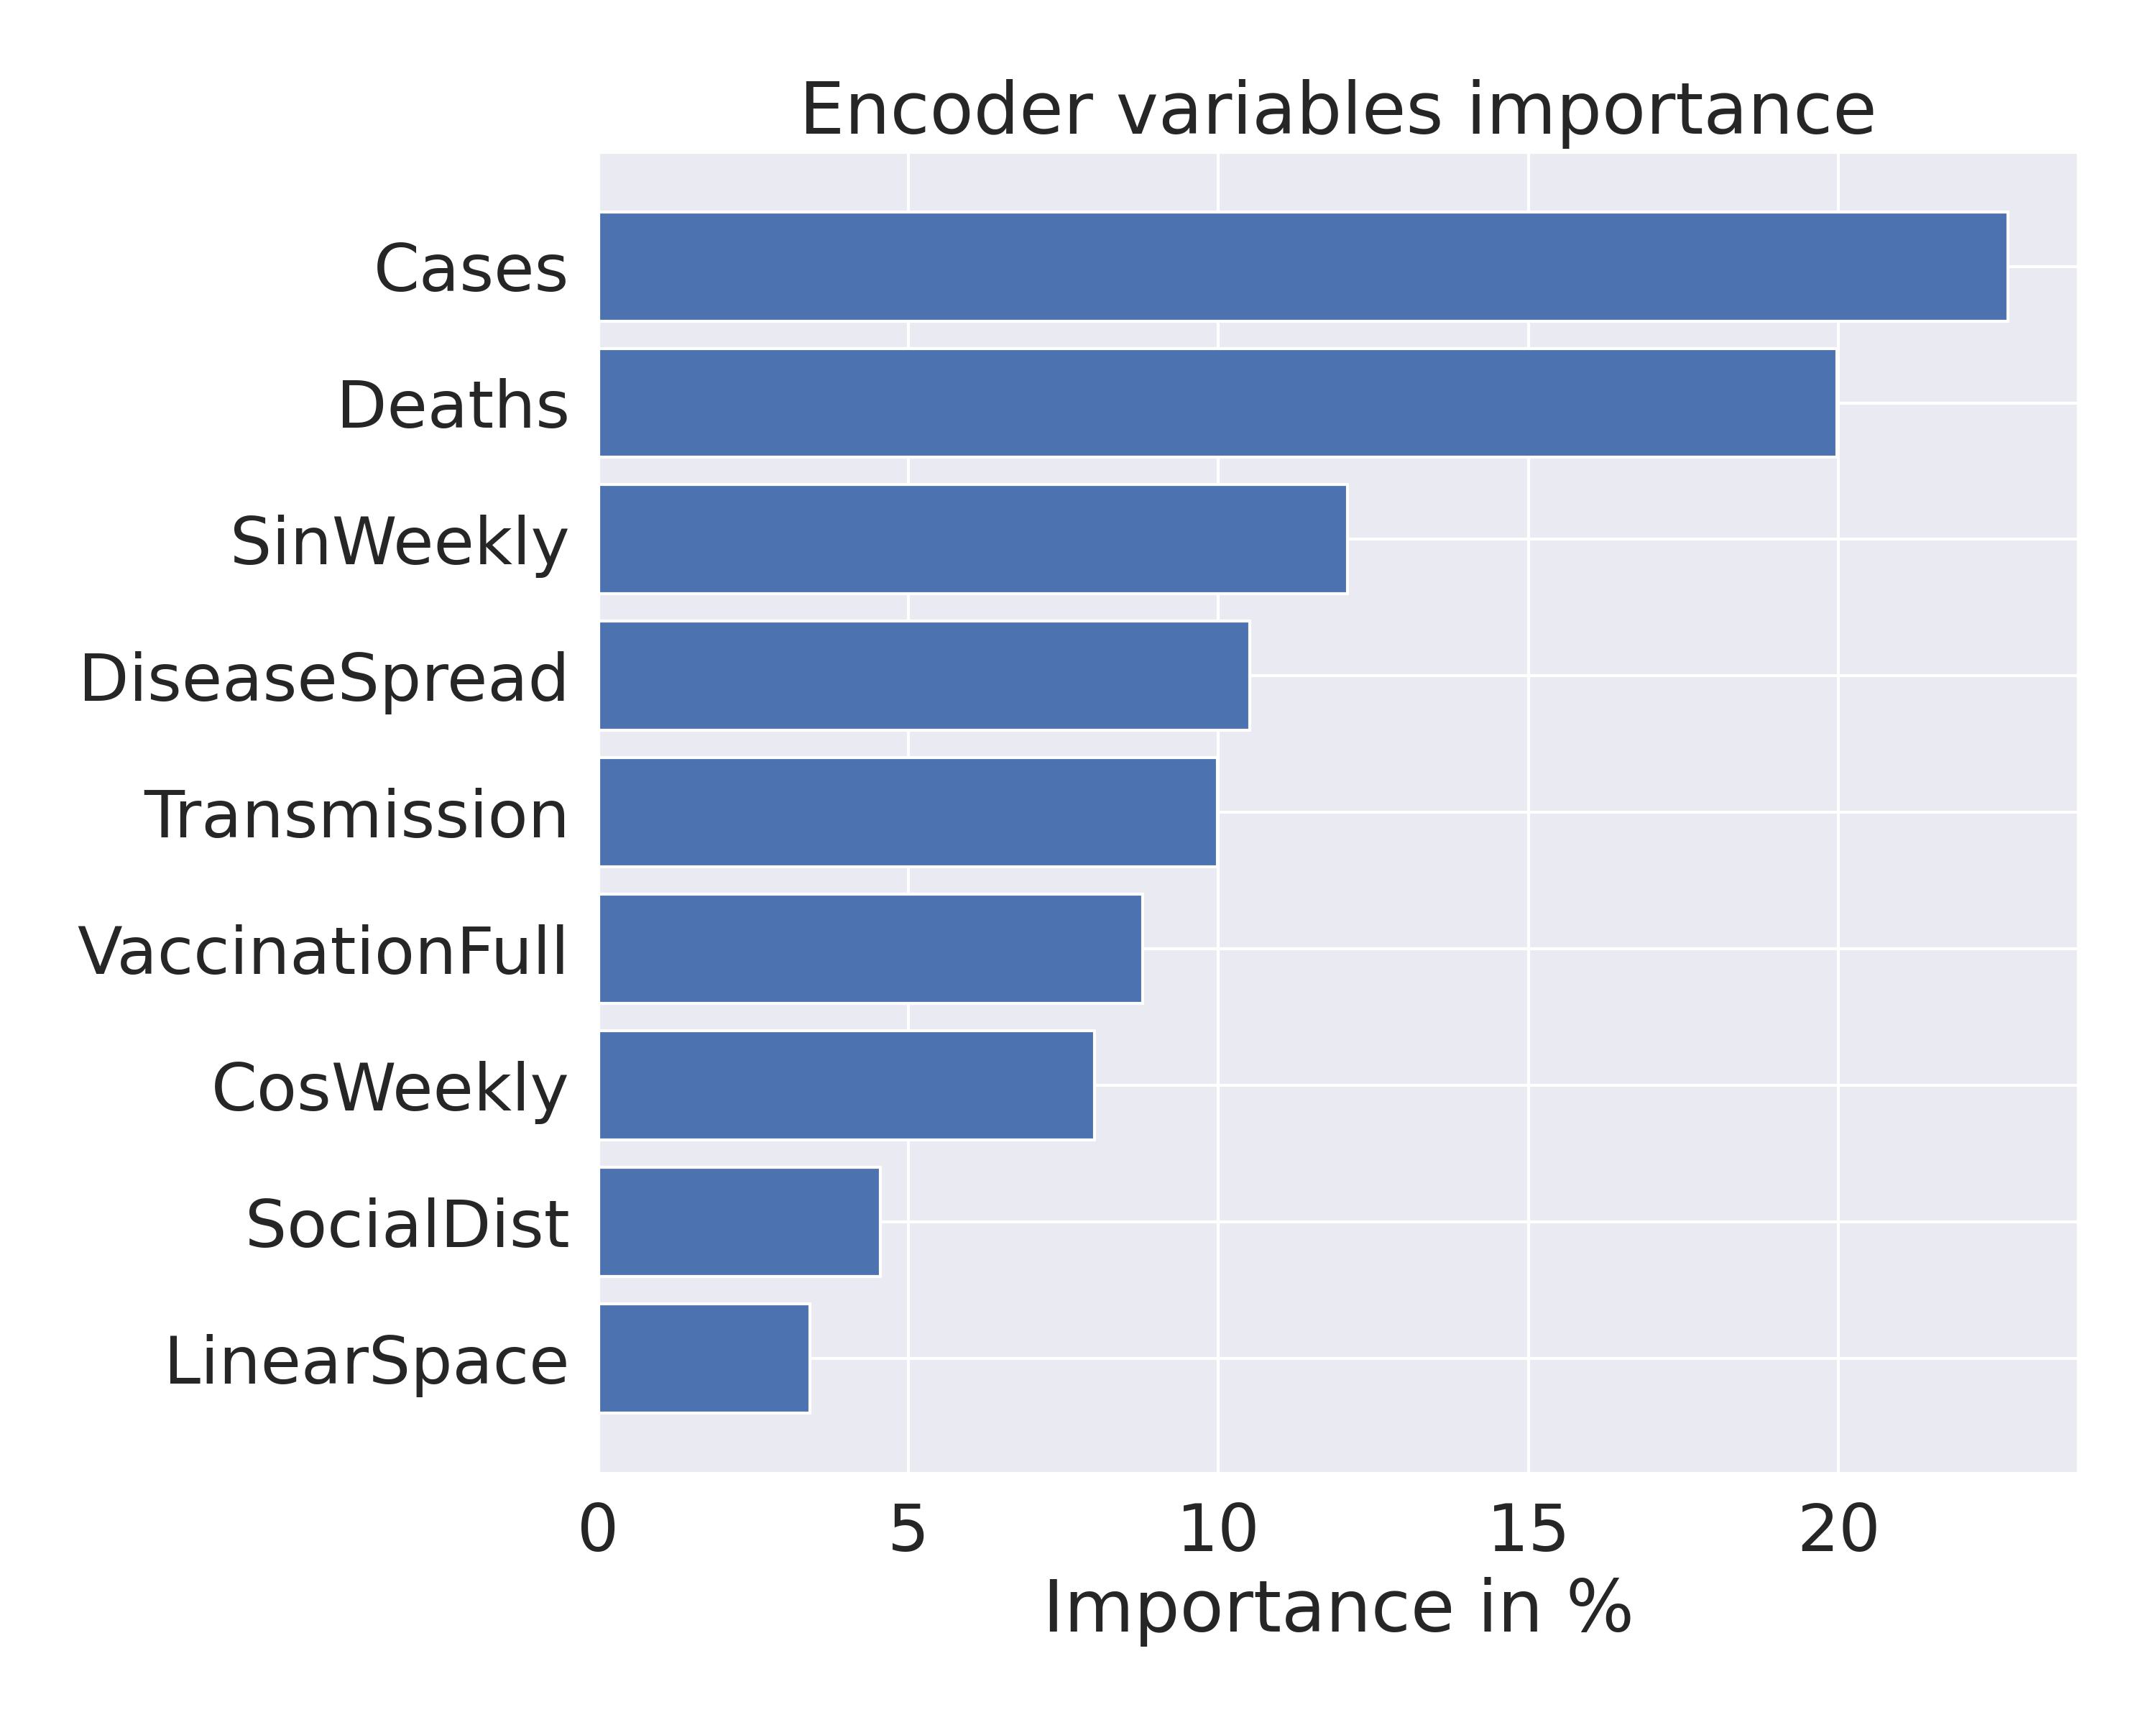 Encoder variables importance
Cases
Deaths
SinWeekly
DiseaseSpread
Transmission
VaccinationFull
CosWeekly
SocialDist
LinearSpace
0 5 10 15 20
Importance in %